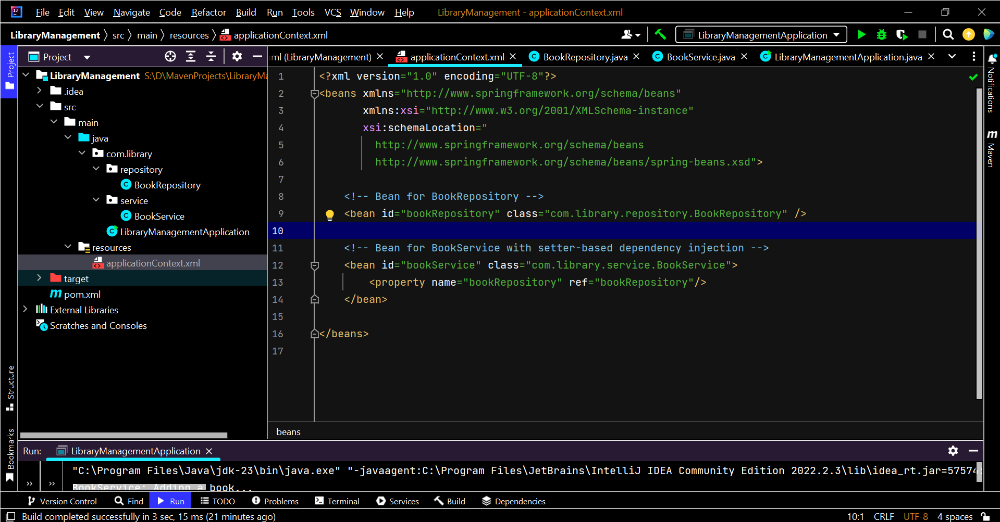 File Edit View Navigate Code Refactor Build Run Tools VCS Window Help LibraryManagement - applicationContext.xml
LibraryManagement src main resources applicationContext.xml LibraryManagementApplication
Project
Project
xml (LibraryManagement) applicationContext.xml BookRepository.java BookService.java LibraryManagementApplication.java
LibraryManagement S:\D\MavenProjects\LibraryMa
.idea
src
main
java
com.library
repository
BookRepository
service
BookService
LibraryManagementApplication
resources
applicationContext.xml
target
pom.xml
External Libraries
Scratches and Consoles
1 <?xml version="1.0" encoding="UTF-8"?>
2 <beans xmlns="http://www.springframework.org/schema/beans"
3 xmlns:xsi="http://www.w3.org/2001/XMLSchema-instance"
4 xsi:schemaLocation="
5 http://www.springframework.org/schema/beans
6 http://www.springframework.org/schema/beans/spring-beans.xsd">
7
8 <!-- Bean for BookRepository -->
9 <bean id="bookRepository" class="com.library.repository.BookRepository" />
10
11 <!-- Bean for BookService with setter-based dependency injection -->
12 <bean id="bookService" class="com.library.service.BookService">
13 <property name="bookRepository" ref="bookRepository"/>
14 </bean>
15
16 </beans>
17
beans
Notifications
m Maven
Structure
Bookmarks
Run: LibraryManagementApplication
"C:\Program Files\Java\jdk-23\bin\java.exe" "-javaagent:C:\Program Files\JetBrains\IntelliJ IDEA Community Edition 2022.2.3\lib\idea_rt.jar=57574:
BookService: Adding a book...
Version Control Find Run TODO Problems Terminal Services Build Dependencies
Build completed successfully in 3 sec, 15 ms (21 minutes ago) 10:1 CRLF UTF-8 4 spaces